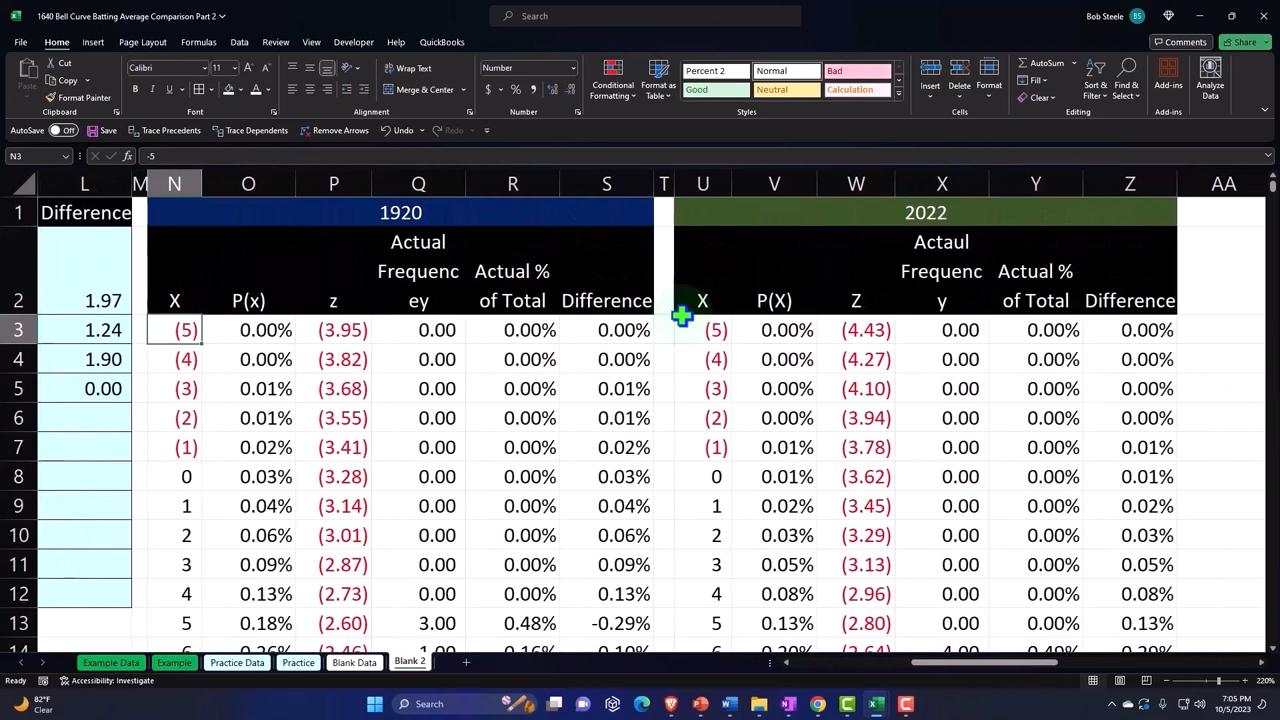 1640 Bell Curve Batting Average Comparison Part 2
Search
Bob Steele BS
File Home Insert Page Layout Formulas Data Review View Developer Help QuickBooks Comments Share
Cut
Copy
Format Painter
Clipboard
Calibri 11
Font
Wrap Text
Merge & Center
Alignment
Number
Number
Conditional Formatting
Format as Table
Percent 2 Normal Bad
Good Neutral Calculation
Styles
Insert Delete Format
Cells
AutoSum
Fill
Clear
Sort & Filter
Find & Select
Editing
Add-ins
Add-ins
Analyze Data
AutoSave Off Save Trace Precedents Trace Dependents Remove Arrows Undo Redo
N3 fx -5
L M N O P Q R S T U V W X Y Z AA
1 Difference 1920 2022
Actual Actaul
Frequenc Actual % Frequenc Actual %
2 1.97 X P(x) z ey of Total Difference X P(X) Z y of Total Difference
3 1.24 (5) 0.00% (3.95) 0.00 0.00% 0.00% (5) 0.00% (4.43) 0.00 0.00% 0.00%
4 1.90 (4) 0.00% (3.82) 0.00 0.00% 0.00% (4) 0.00% (4.27) 0.00 0.00% 0.00%
5 0.00 (3) 0.01% (3.68) 0.00 0.00% 0.01% (3) 0.00% (4.10) 0.00 0.00% 0.00%
6 (2) 0.01% (3.55) 0.00 0.00% 0.01% (2) 0.00% (3.94) 0.00 0.00% 0.00%
7 (1) 0.02% (3.41) 0.00 0.00% 0.02% (1) 0.01% (3.78) 0.00 0.00% 0.01%
8 0 0.03% (3.28) 0.00 0.00% 0.03% 0 0.01% (3.62) 0.00 0.00% 0.01%
9 1 0.04% (3.14) 0.00 0.00% 0.04% 1 0.02% (3.45) 0.00 0.00% 0.02%
10 2 0.06% (3.01) 0.00 0.00% 0.06% 2 0.03% (3.29) 0.00 0.00% 0.03%
11 3 0.09% (2.87) 0.00 0.00% 0.09% 3 0.05% (3.13) 0.00 0.00% 0.05%
12 4 0.13% (2.73) 0.00 0.00% 0.13% 4 0.08% (2.96) 0.00 0.00% 0.08%
13 5 0.18% (2.60) 3.00 0.48% -0.29% 5 0.13% (2.80) 0.00 0.00% 0.13%
Example Data Example Practice Data Practice Blank Data Blank 2
Ready Accessibility: Investigate 220%
82°F
Clear
Search
7:05 PM
10/5/2023